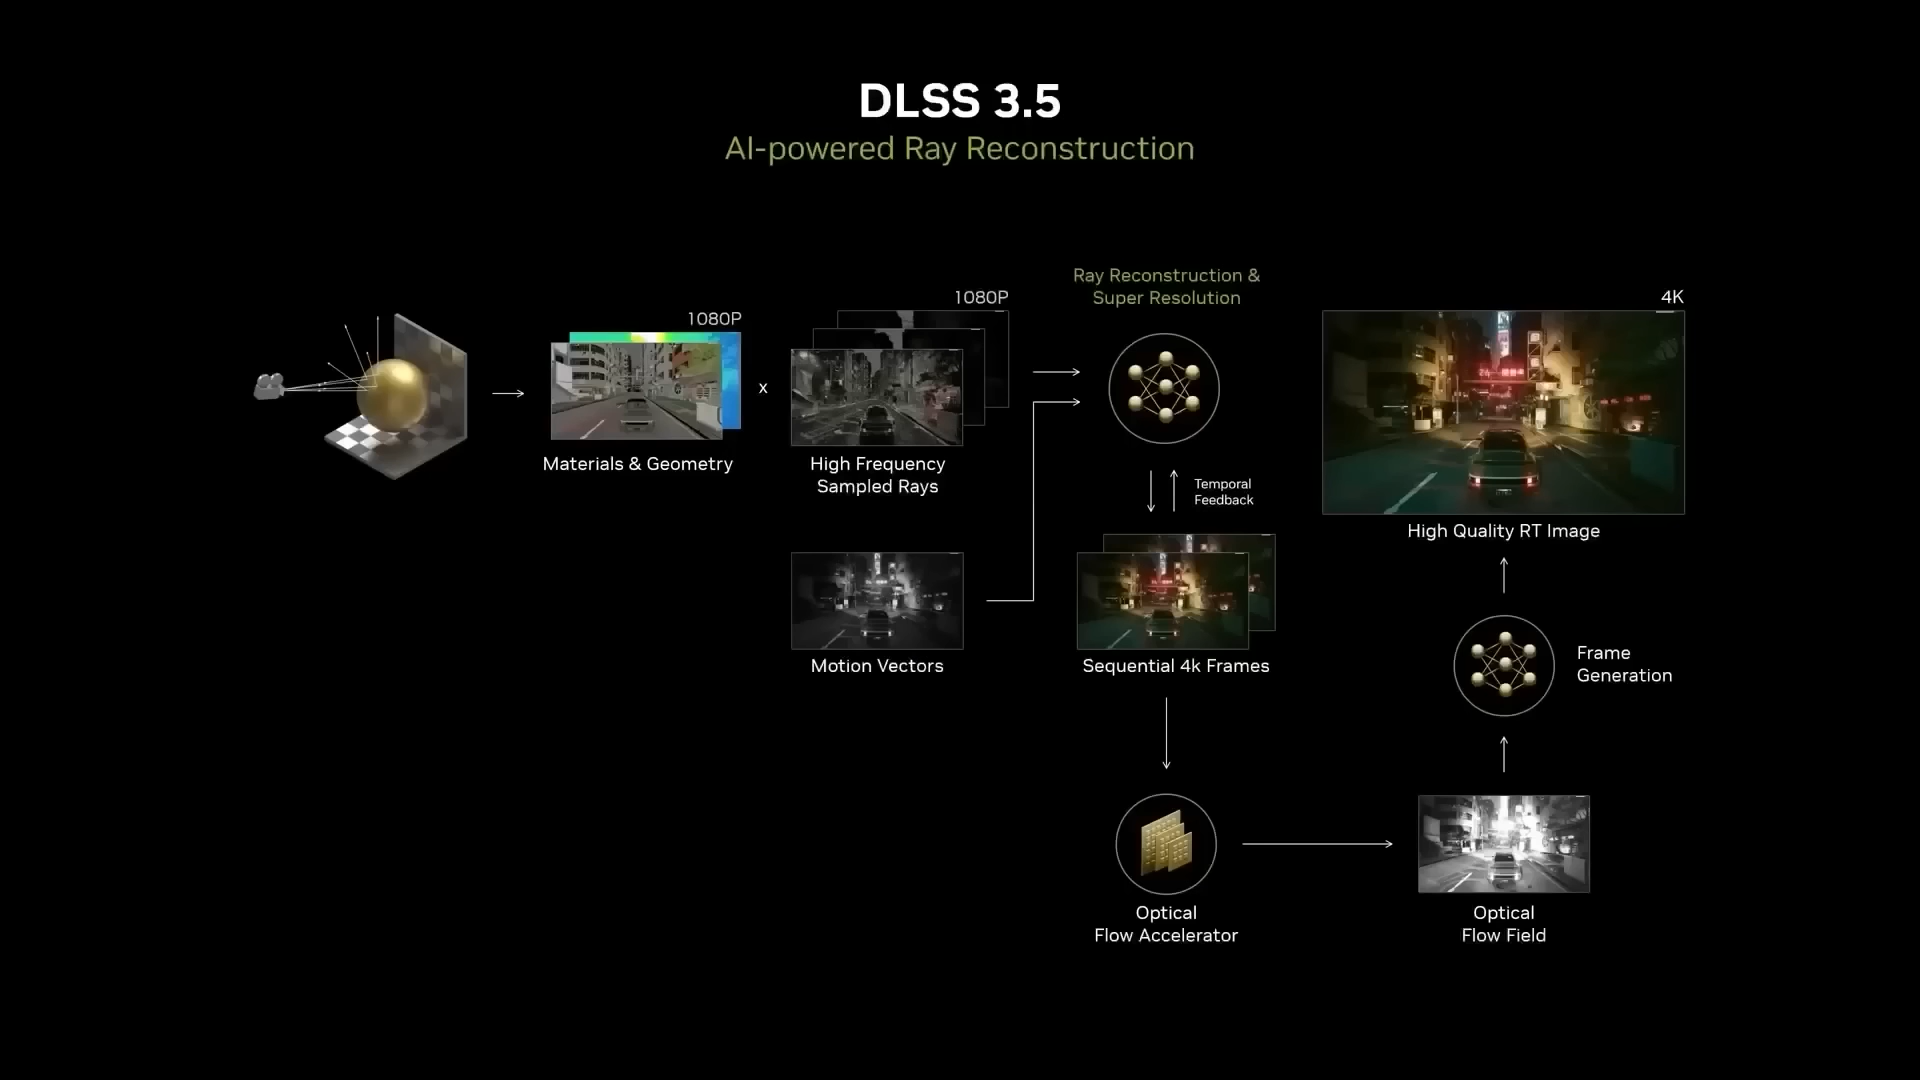 DLSS 3.5
AI-powered Ray Reconstruction
1080P
Materials & Geometry
x
1080P
High Frequency
Sampled Rays
Motion Vectors
Ray Reconstruction &
Super Resolution
Temporal
Feedback
Sequential 4k Frames
Optical
Flow Accelerator
Optical
Flow Field
Frame
Generation
4K
High Quality RT Image